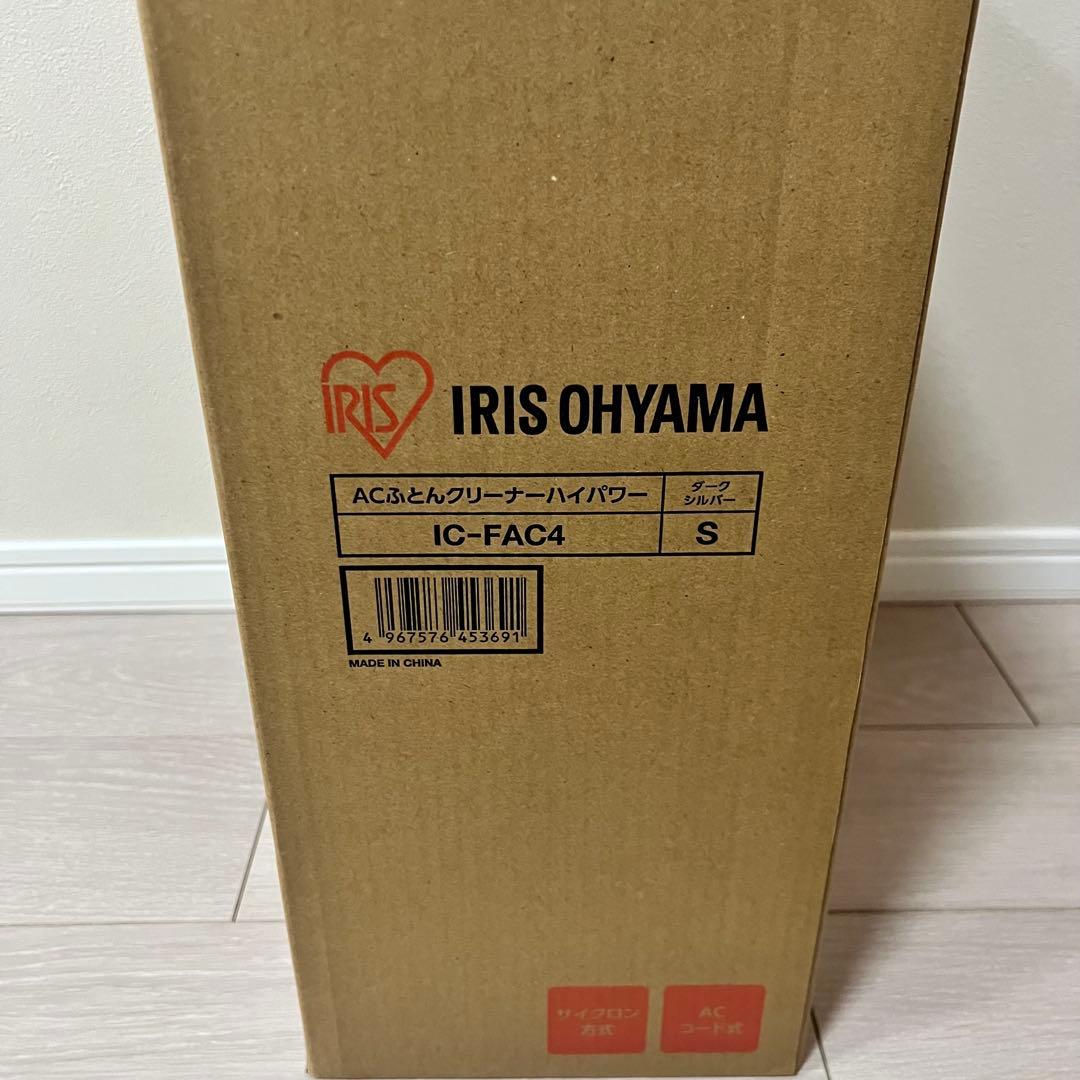 IRIS
IRIS OHYAMA
ACふとんクリーナーハイパワー
ダーク
シルバー
IC-FAC4
S
4 967576 453691
MADE IN CHINA
サイクロン
方式
AC
コード式